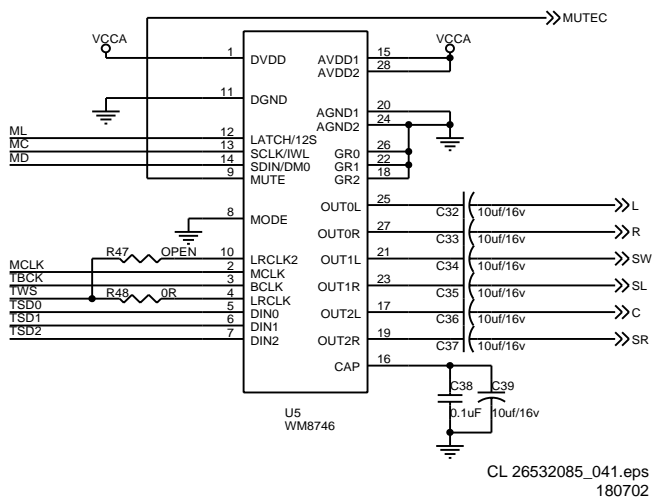 MUTEC
VCCA
VCCA
1 DVDD AVDD1 15
AVDD2 28
11 DGND
AGND1 20
AGND2 24
ML 12 LATCH/12S
MC 13 SCLK/IWL GR0 26
MD 14 SDIN/DM0 GR1 22
9 MUTE GR2 18
OUT0L 25 C32 10uf/16v L
8 MODE
OUT0R 27 C33 10uf/16v R
R47 OPEN 10 LRCLK2 OUT1L 21 C34 10uf/16v SW
MCLK 2 MCLK
TBCK 3 BCLK OUT1R 23 C35 10uf/16v SL
TWS R48 0R 4 LRCLK
TSD0 5 DIN0 OUT2L 17 C36 10uf/16v C
TSD1 6 DIN1
TSD2 7 DIN2 OUT2R 19 C37 10uf/16v SR
CAP 16
C38 C39
0.1uF 10uf/16v
U5
WM8746
CL 26532085_041.eps
180702